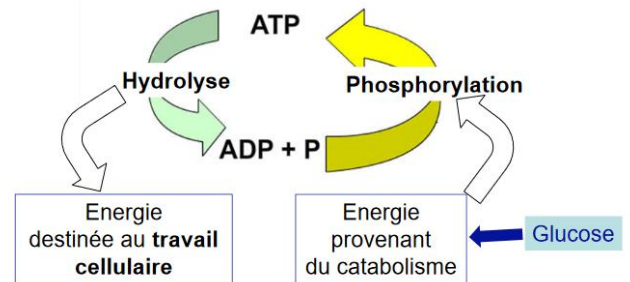 ATP
Hydrolyse
Phosphorylation
ADP + P
Energie
destinée au travail
cellulaire
Energie
provenant
du catabolisme
Glucose